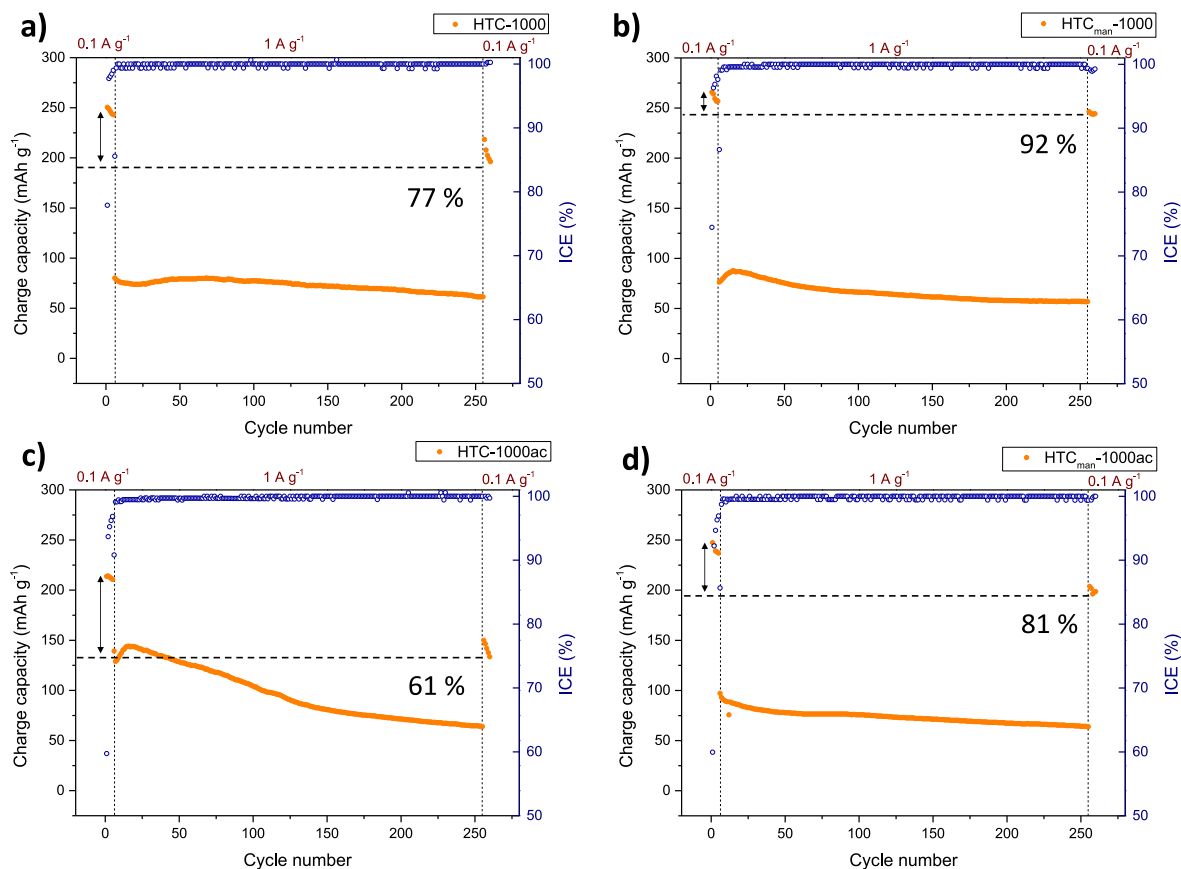 a)
HTC-1000
0.1 A g⁻¹
1 A g⁻¹
0.1 A g⁻¹
300
250
200
150
100
50
0
100
90
80
70
60
50
77 %
Charge capacity (mAh g⁻¹)
ICE (%)
0
50
100
150
200
250
Cycle number
b)
HTCman-1000
0.1 A g⁻¹
1 A g⁻¹
0.1 A g⁻¹
300
250
200
150
100
50
0
100
90
80
70
60
50
92 %
Charge capacity (mAh g⁻¹)
ICE (%)
0
50
100
150
200
250
Cycle number
c)
HTC-1000ac
0.1 A g⁻¹
1 A g⁻¹
0.1 A g⁻¹
300
250
200
150
100
50
0
100
90
80
70
60
50
61 %
Charge capacity (mAh g⁻¹)
ICE (%)
0
50
100
150
200
250
Cycle number
d)
HTCman-1000ac
0.1 A g⁻¹
1 A g⁻¹
0.1 A g⁻¹
300
250
200
150
100
50
0
100
90
80
70
60
50
81 %
Charge capacity (mAh g⁻¹)
ICE (%)
0
50
100
150
200
250
Cycle number